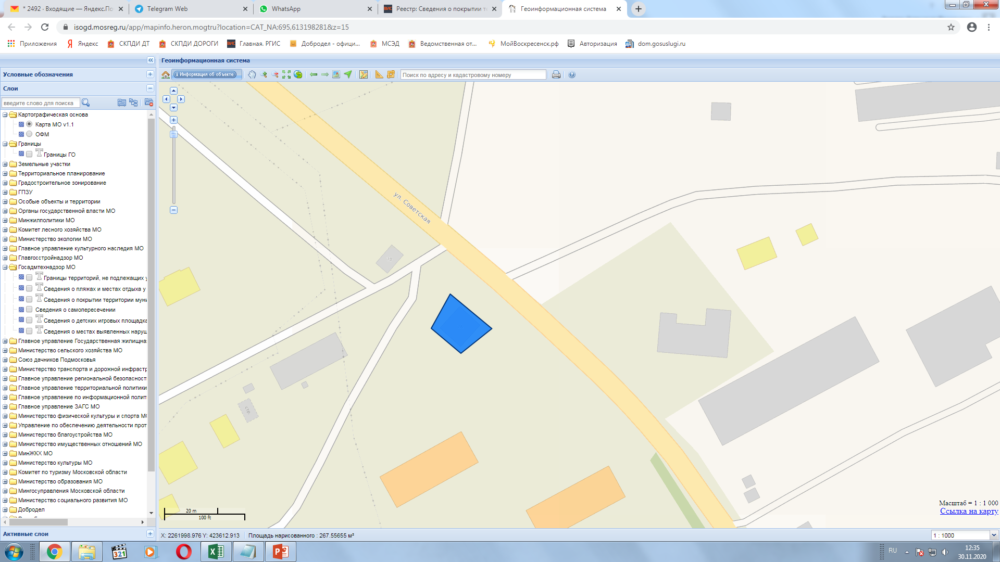 * 2492 · Входящие — Яндекс.По
Telegram Web
WhatsApp
Реестр: Сведения о покрытии т
Геоинформационная система
isogd.mosreg.ru/app/mapinfo.heron.mogtru?location=CAT_NA:695,613198281&z=15
Приложения
Яндекс
СКПДИ ДТ
СКПДИ ДОРОГИ
Главная. РГИС
Добродел - офици...
МСЭД
Ведомственная от...
МойВоскресенск.рф
Авторизация
dom.gosuslugi.ru
Геоинформационная система
Условные обозначения
Информация об объекте
Поиск по адресу и кадастровому номеру
Слои
введите слово для поиска
Картографическая основа
Карта МО v1.1
ОФМ
Границы
Границы ГО
Земельные участки
Территориальное планирование
Градостроительное зонирование
ГПЗУ
Особые объекты и территории
Органы государственной власти МО
Минжилполитики МО
Комитет лесного хозяйства МО
Министерство экологии МО
Главное управление культурного наследия МО
Главгосстройнадзор МО
Госадмтехнадзор МО
Границы территорий, не подлежащих у
Сведения о пляжах и местах отдыха у
Сведения о покрытии территории муни
Сведения о самопересечении
Сведения о детских игровых площадка
Сведения о местах выявленных наруш
Главное управление Государственная жилищна
Министерство сельского хозяйства МО
Союз дачников Подмосковья
Министерство транспорта и дорожной инфрастр
Главное управление региональной безопасност
Главное управление территориальной политики
Главное управление по информационной полит
Главное управление ЗАГС МО
Министерство физической культуры и спорта МО
Управление по обеспечению деятельности прот
Министерство благоустройства МО
Министерство имущественных отношений МО
МинЖКХ МО
Министерство культуры МО
Комитет по туризму Московской области
Министерство образования МО
Мингосуправления Московской области
Министерство социального развития МО
Добродел
Активные слои
ул. Советская
7В
стр.
20 m
100 ft
Масштаб = 1 : 1 000
Ссылка на карту
X: 2261998.976 Y: 423612.913
Площадь нарисованного : 267.55655 м²
1 : 1000
321
RU
12:35
30.11.2020